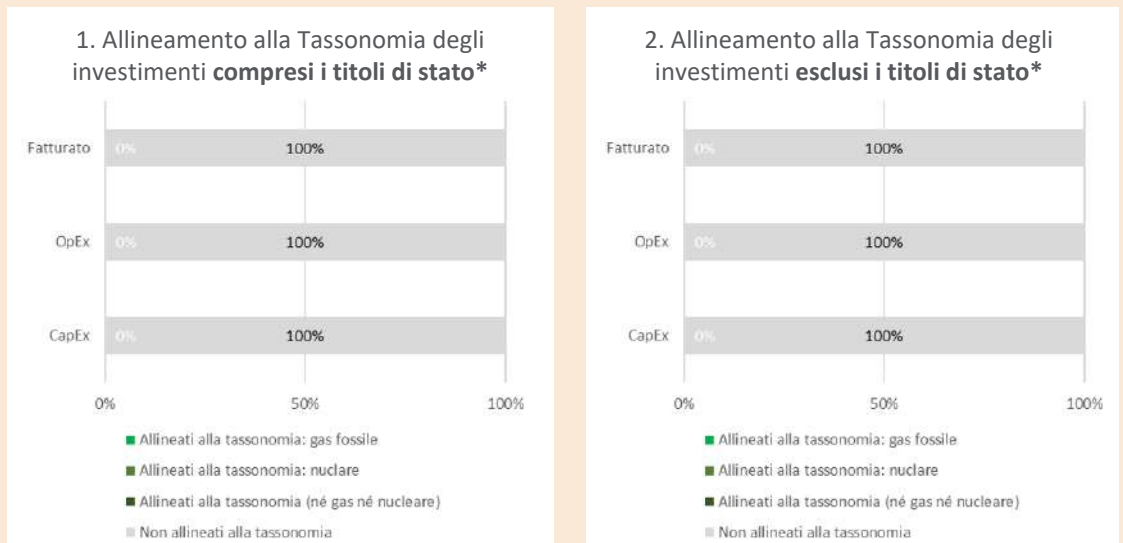 1. Allineamento alla Tassonomia degli
investimenti compresi i titoli di stato*
Fatturato 0% 100%
OpEx 0% 100%
CapEx 0% 100%
0% 50% 100%
Allineati alla tassonomia: gas fossile
Allineati alla tassonomia: nuclare
Allineati alla tassonomia (né gas né nucleare)
Non allineati alla tassonomia
2. Allineamento alla Tassonomia degli
investimenti esclusi i titoli di stato*
Fatturato 0% 100%
OpEx 0% 100%
CapEx 0% 100%
0% 50% 100%
Allineati alla tassonomia: gas fossile
Allineati alla tassonomia: nuclare
Allineati alla tassonomia (né gas né nucleare)
Non allineati alla tassonomia